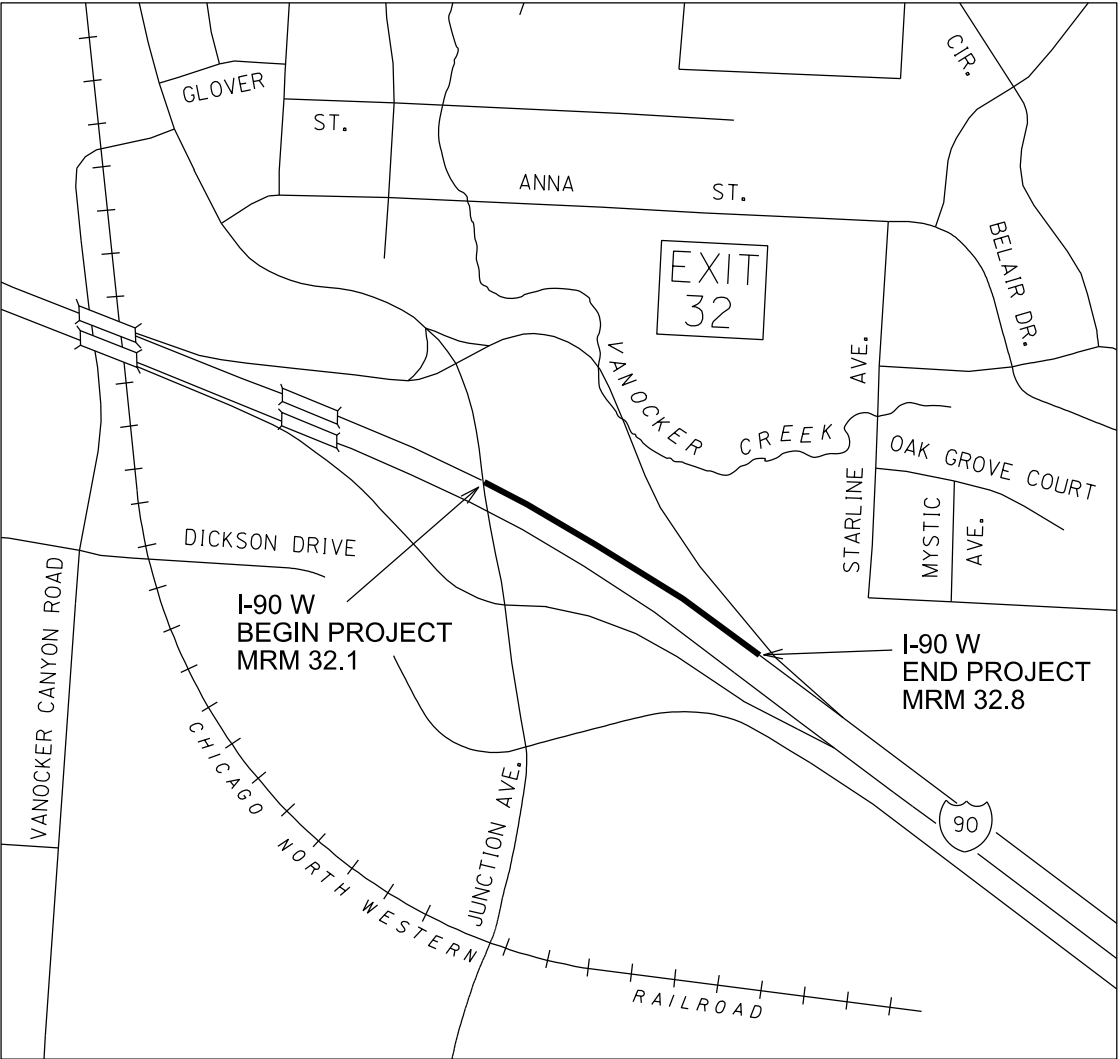 CIR.
GLOVER
ST.
ANNA ST.
BELAIR DR.
EXIT
32
VANOCKER CREEK
STARLINE AVE.
OAK GROVE COURT
MYSTIC
AVE.
DICKSON DRIVE
VANOCKER CANYON ROAD
I-90 W
BEGIN PROJECT
MRM 32.1
I-90 W
END PROJECT
MRM 32.8
CHICAGO NORTH WESTERN RAILROAD
JUNCTION AVE.
90